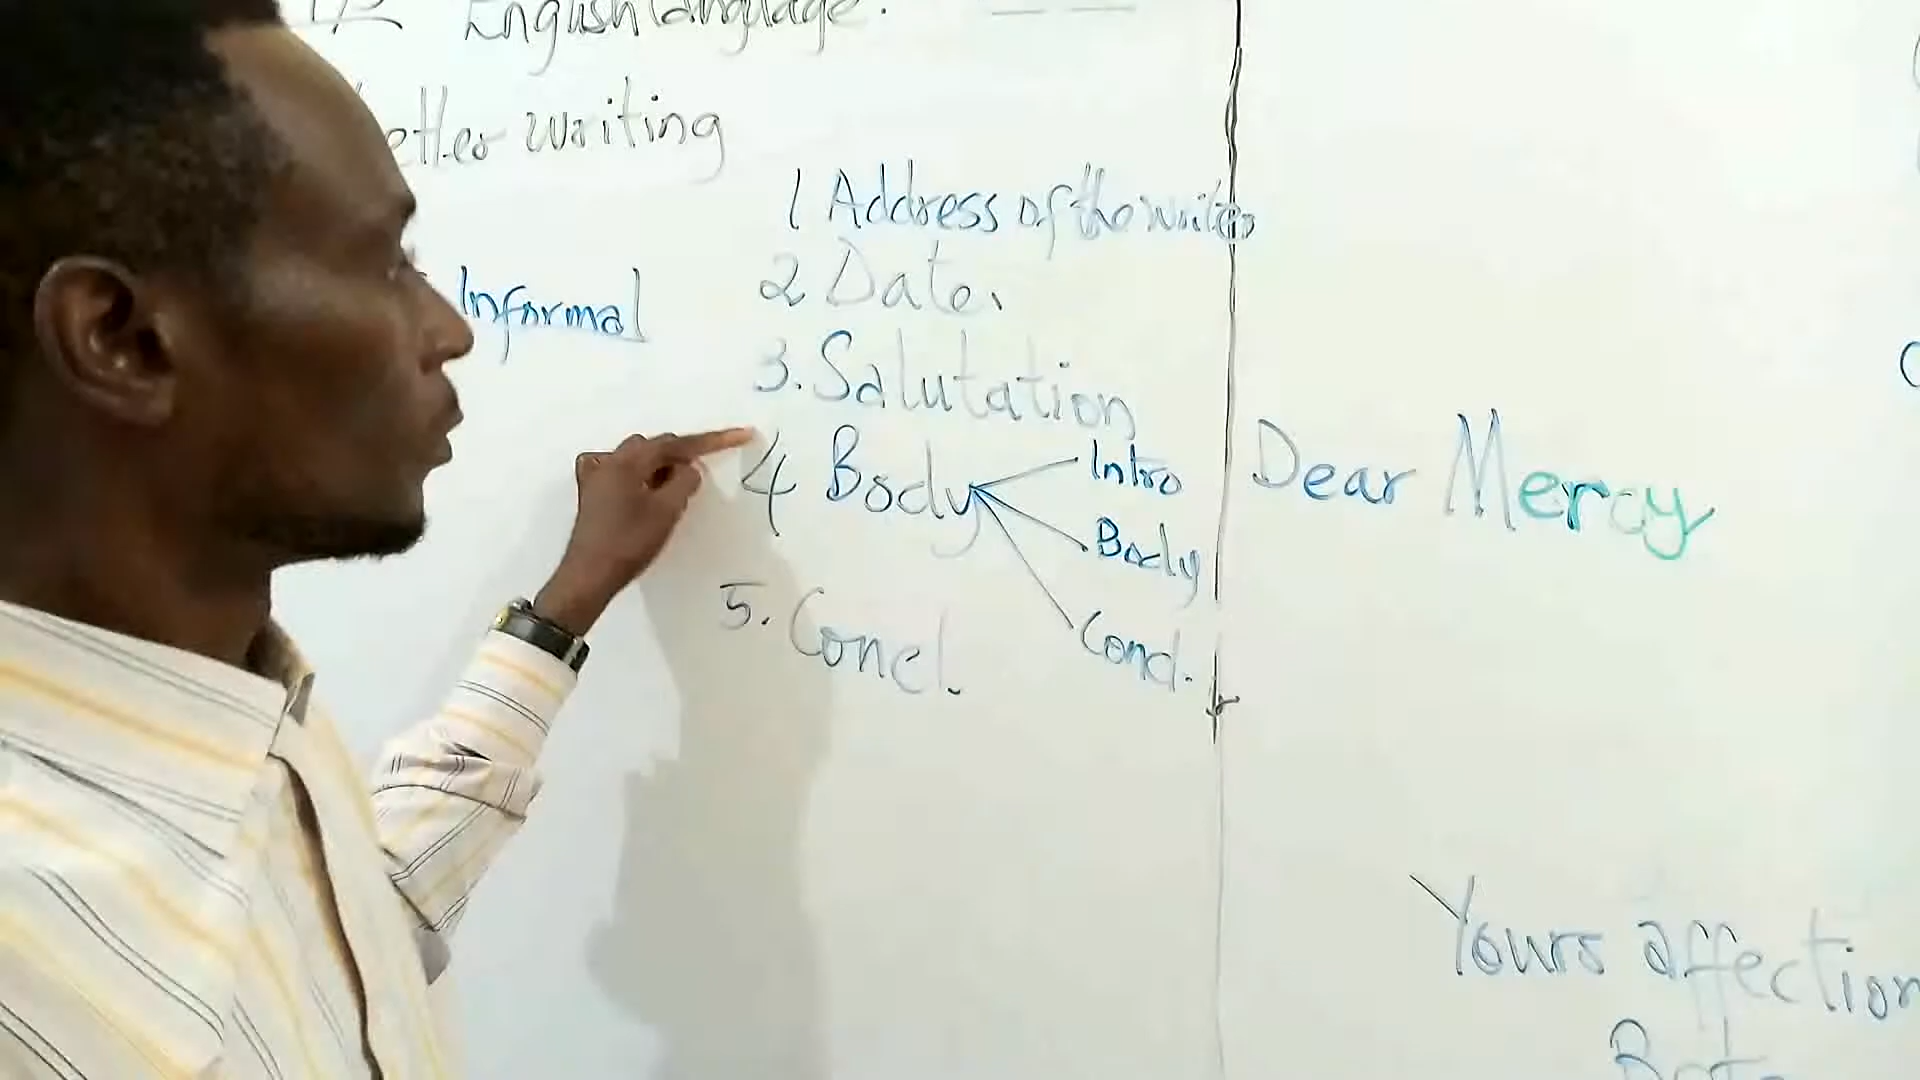 English Language.
etter writing
Informal
1 Address of the writer
2 Date.
3. Salutation
4 Body
Intro
Body
Concl.
5. Concl.
Dear Mercy
Yours affection